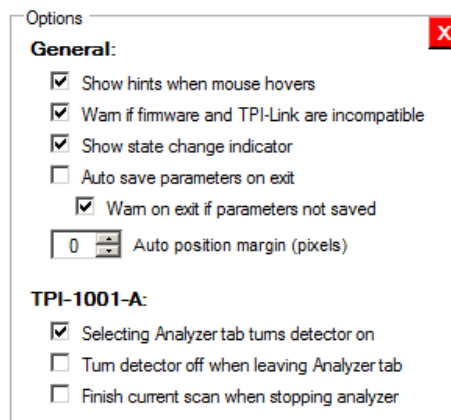 Options
X
General:
Show hints when mouse hovers
Warn if firmware and TPI-Link are incompatible
Show state change indicator
Auto save parameters on exit
Warn on exit if parameters not saved
0 Auto position margin (pixels)
TPI-1001-A:
Selecting Analyzer tab turns detector on
Turn detector off when leaving Analyzer tab
Finish current scan when stopping analyzer